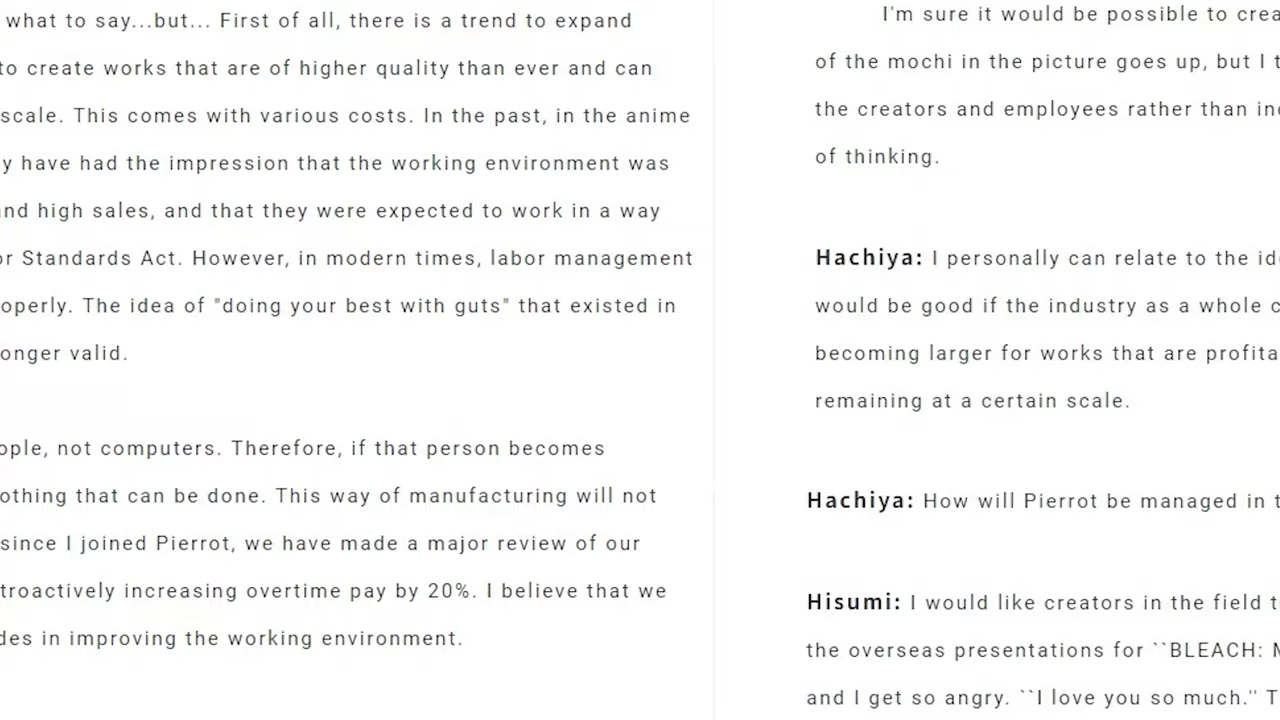 what to say...but... First of all, there is a trend to expand
to create works that are of higher quality than ever and can
scale. This comes with various costs. In the past, in the anime
y have had the impression that the working environment was
and high sales, and that they were expected to work in a way
or Standards Act. However, in modern times, labor management
operly. The idea of "doing your best with guts" that existed in
onger valid.
ople, not computers. Therefore, if that person becomes
othing that can be done. This way of manufacturing will not
since I joined Pierrot, we have made a major review of our
troactively increasing overtime pay by 20%. I believe that we
des in improving the working environment.
I'm sure it would be possible to crea
of the mochi in the picture goes up, but I t
the creators and employees rather than inc
of thinking.
Hachiya: I personally can relate to the ide
would be good if the industry as a whole c
becoming larger for works that are profita
remaining at a certain scale.
Hachiya: How will Pierrot be managed in t
Hisumi: I would like creators in the field t
the overseas presentations for ``BLEACH: M
and I get so angry. ``I love you so much.'' T